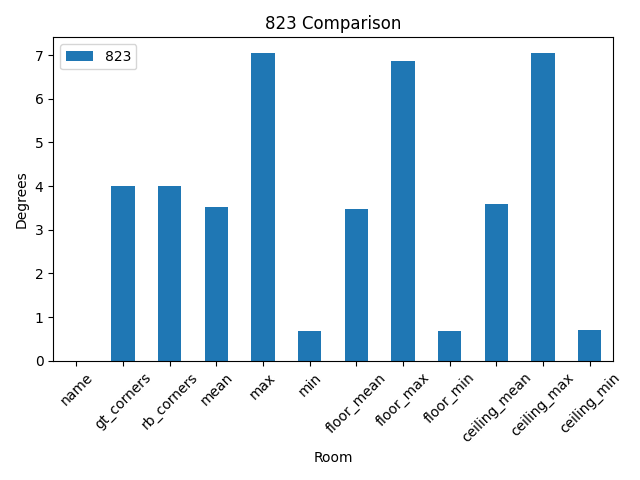 823 Comparison
823
Degrees
7
6
5
4
3
2
1
0
name
gt_corners
rb_corners
mean
max
min
floor_mean
floor_max
floor_min
ceiling_mean
ceiling_max
ceiling_min
Room